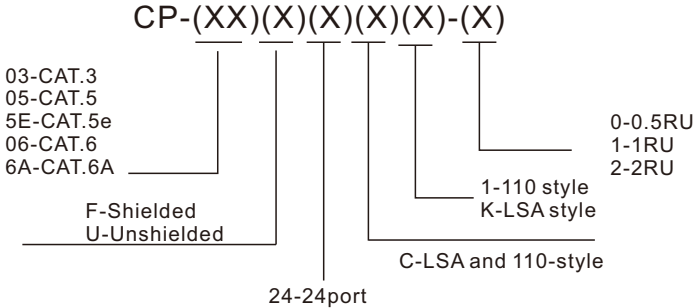 CP-(XX)(X)(X)(X)(X)-(X)
03-CAT.3
05-CAT.5
5E-CAT.5e
06-CAT.6
6A-CAT.6A
F-Shielded
U-Unshielded
24-24port
C-LSA and 110-style
1-110 style
K-LSA style
0-0.5RU
1-1RU
2-2RU